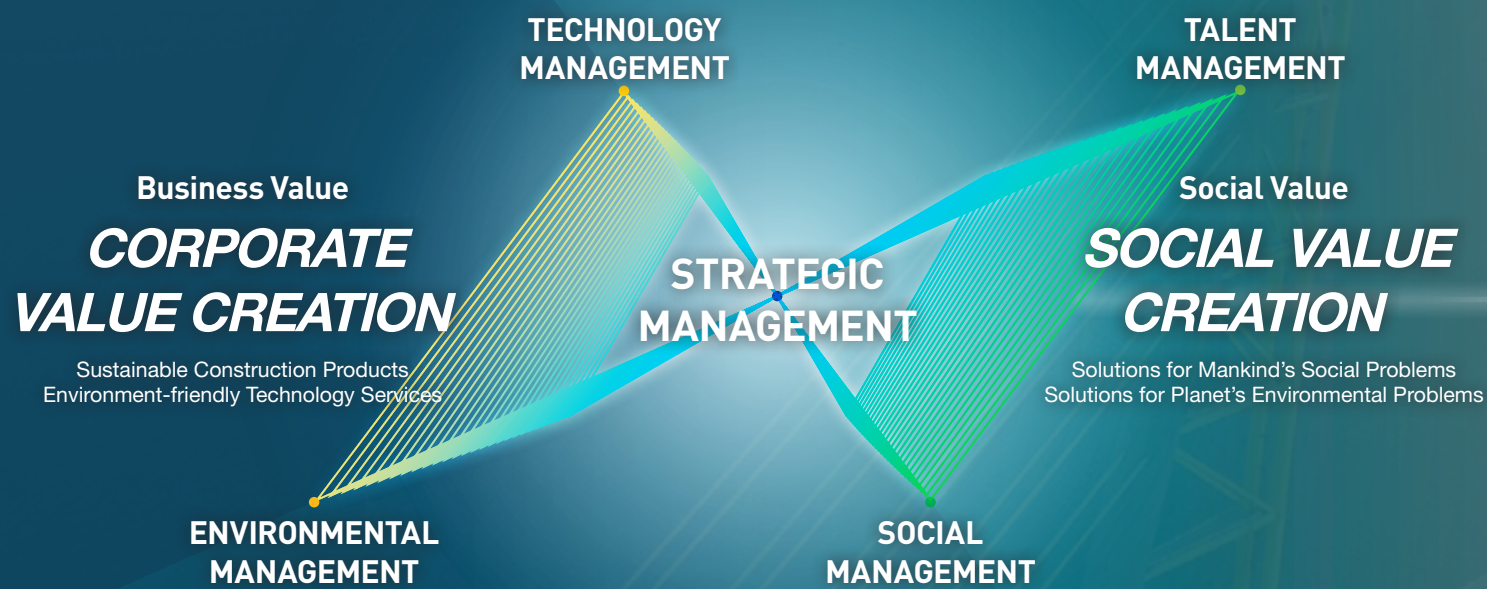 TECHNOLOGY
MANAGEMENT
TALENT
MANAGEMENT
Business Value
CORPORATE
VALUE CREATION
Sustainable Construction Products
Environment-friendly Technology Services
STRATEGIC
MANAGEMENT
Social Value
SOCIAL VALUE
CREATION
Solutions for Mankind’s Social Problems
Solutions for Planet’s Environmental Problems
ENVIRONMENTAL
MANAGEMENT
SOCIAL
MANAGEMENT